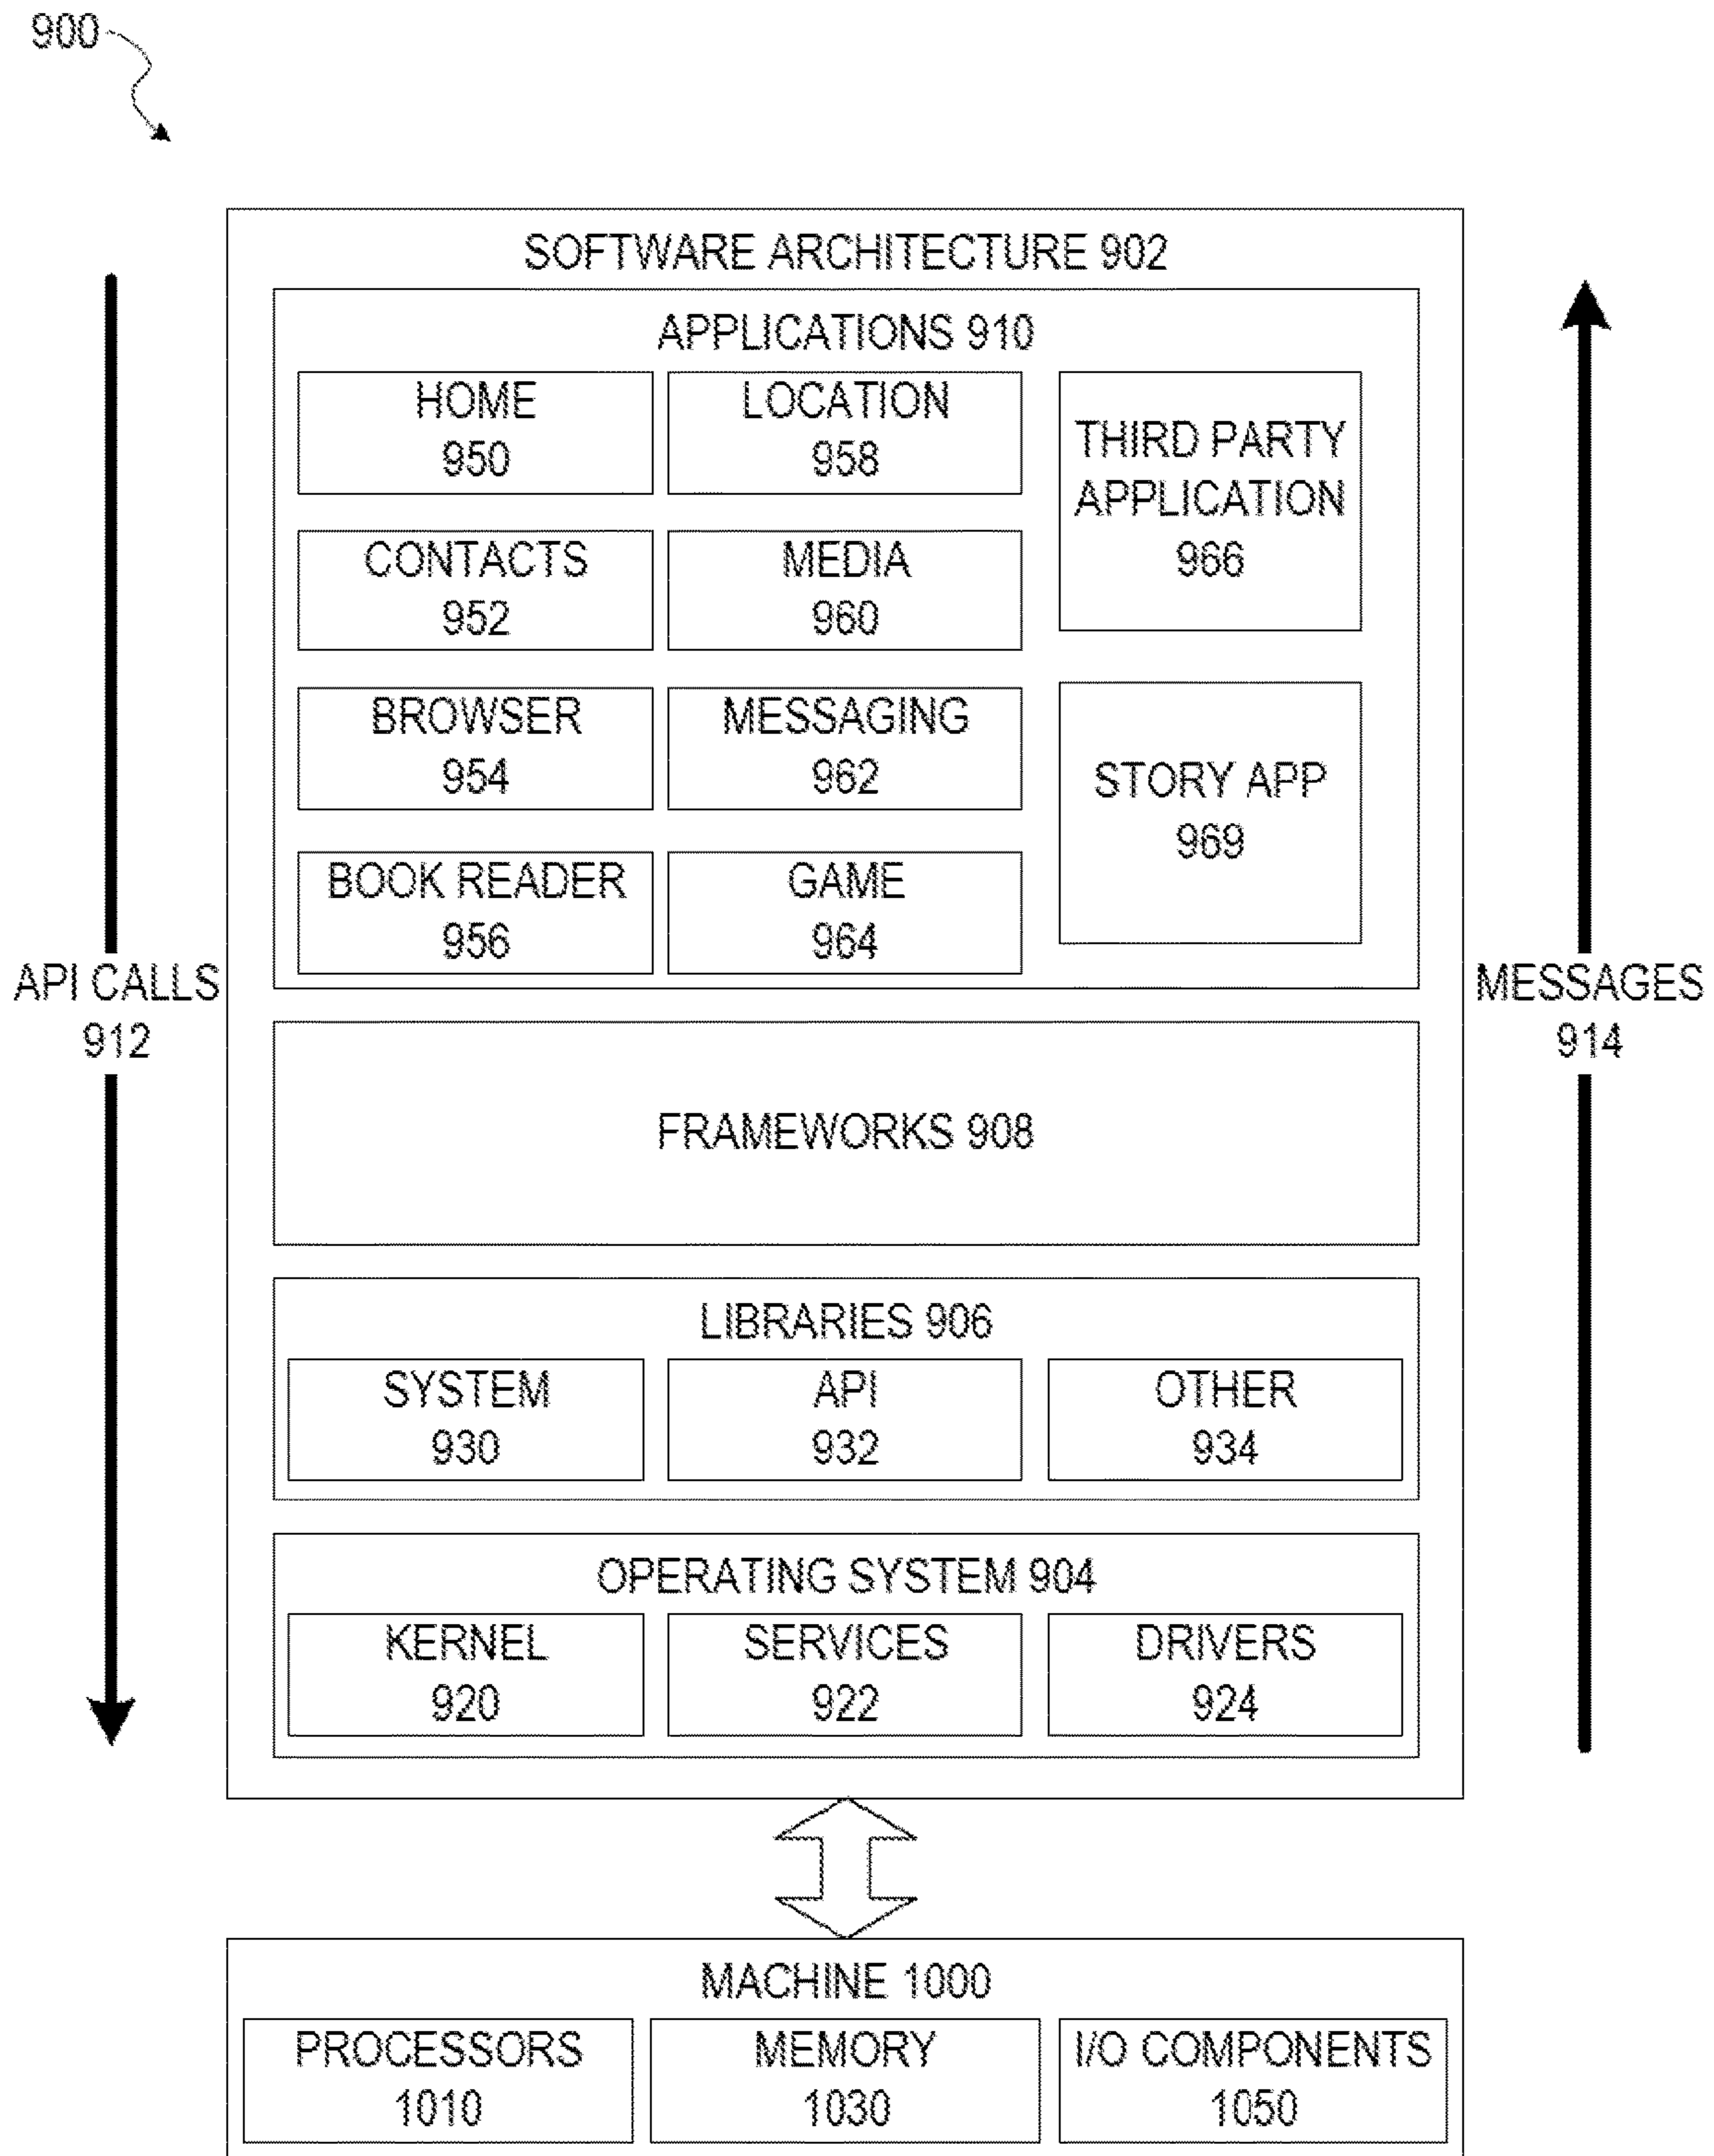 900
SOFTWARE ARCHITECTURE 902
APPLICATIONS 910
HOME
950
LOCATION
958
THIRD PARTY
APPLICATION
966
CONTACTS
952
MEDIA
960
BROWSER
954
MESSAGING
962
STORY APP
969
BOOK READER
956
GAME
964
API CALLS
912
MESSAGES
914
FRAMEWORKS 908
LIBRARIES 906
SYSTEM
930
API
932
OTHER
934
OPERATING SYSTEM 904
KERNEL
920
SERVICES
922
DRIVERS
924
MACHINE 1000
PROCESSORS
1010
MEMORY
1030
I/O COMPONENTS
1050